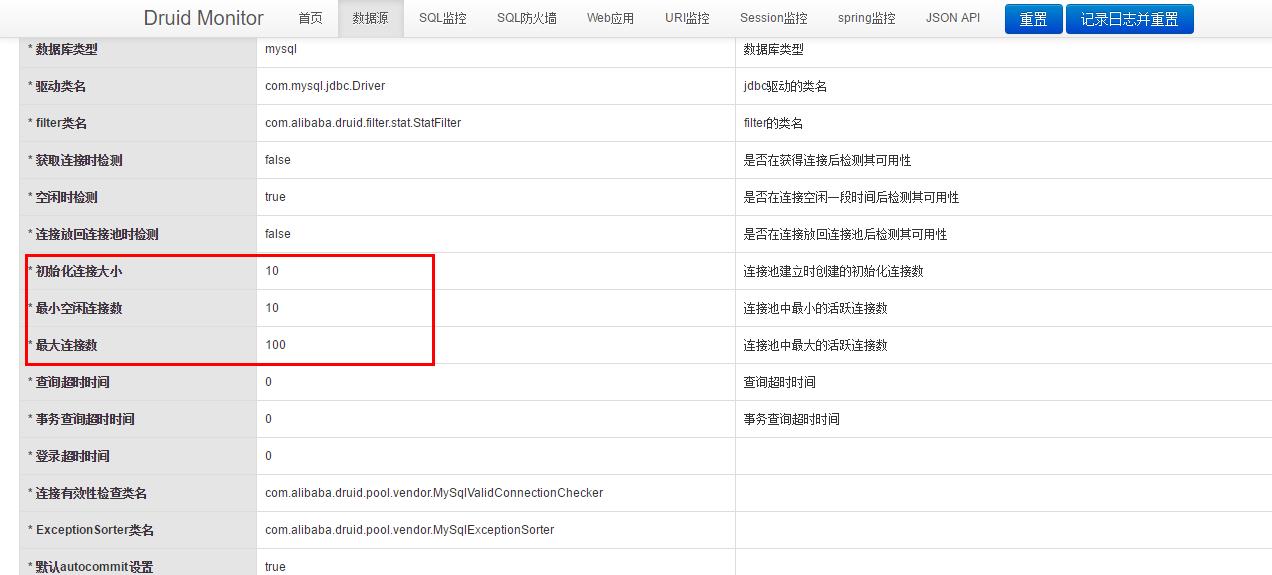 Druid Monitor 首页 数据源 SQL监控 SQL防火墙 Web应用 URI监控 Session监控 spring监控 JSON API 重置 记录日志并重置
* 数据库类型 mysql 数据库类型
* 驱动类名 com.mysql.jdbc.Driver jdbc驱动的类名
* filter类名 com.alibaba.druid.filter.stat.StatFilter filter的类名
* 获取连接时检测 false 是否在获得连接后检测其可用性
* 空闲时检测 true 是否在连接空闲一段时间后检测其可用性
* 连接放回连接池时检测 false 是否在连接放回连接池后检测其可用性
* 初始化连接大小 10 连接池建立时创建的初始化连接数
* 最小空闲连接数 10 连接池中最小的活跃连接数
* 最大连接数 100 连接池中最大的活跃连接数
* 查询超时时间 0 查询超时时间
* 事务查询超时时间 0 事务查询超时时间
* 登录超时时间 0
* 连接有效性检查类名 com.alibaba.druid.pool.vendor.MySqlValidConnectionChecker
* ExceptionSorter类名 com.alibaba.druid.pool.vendor.MySqlExceptionSorter
* 默认autocommit设置 true